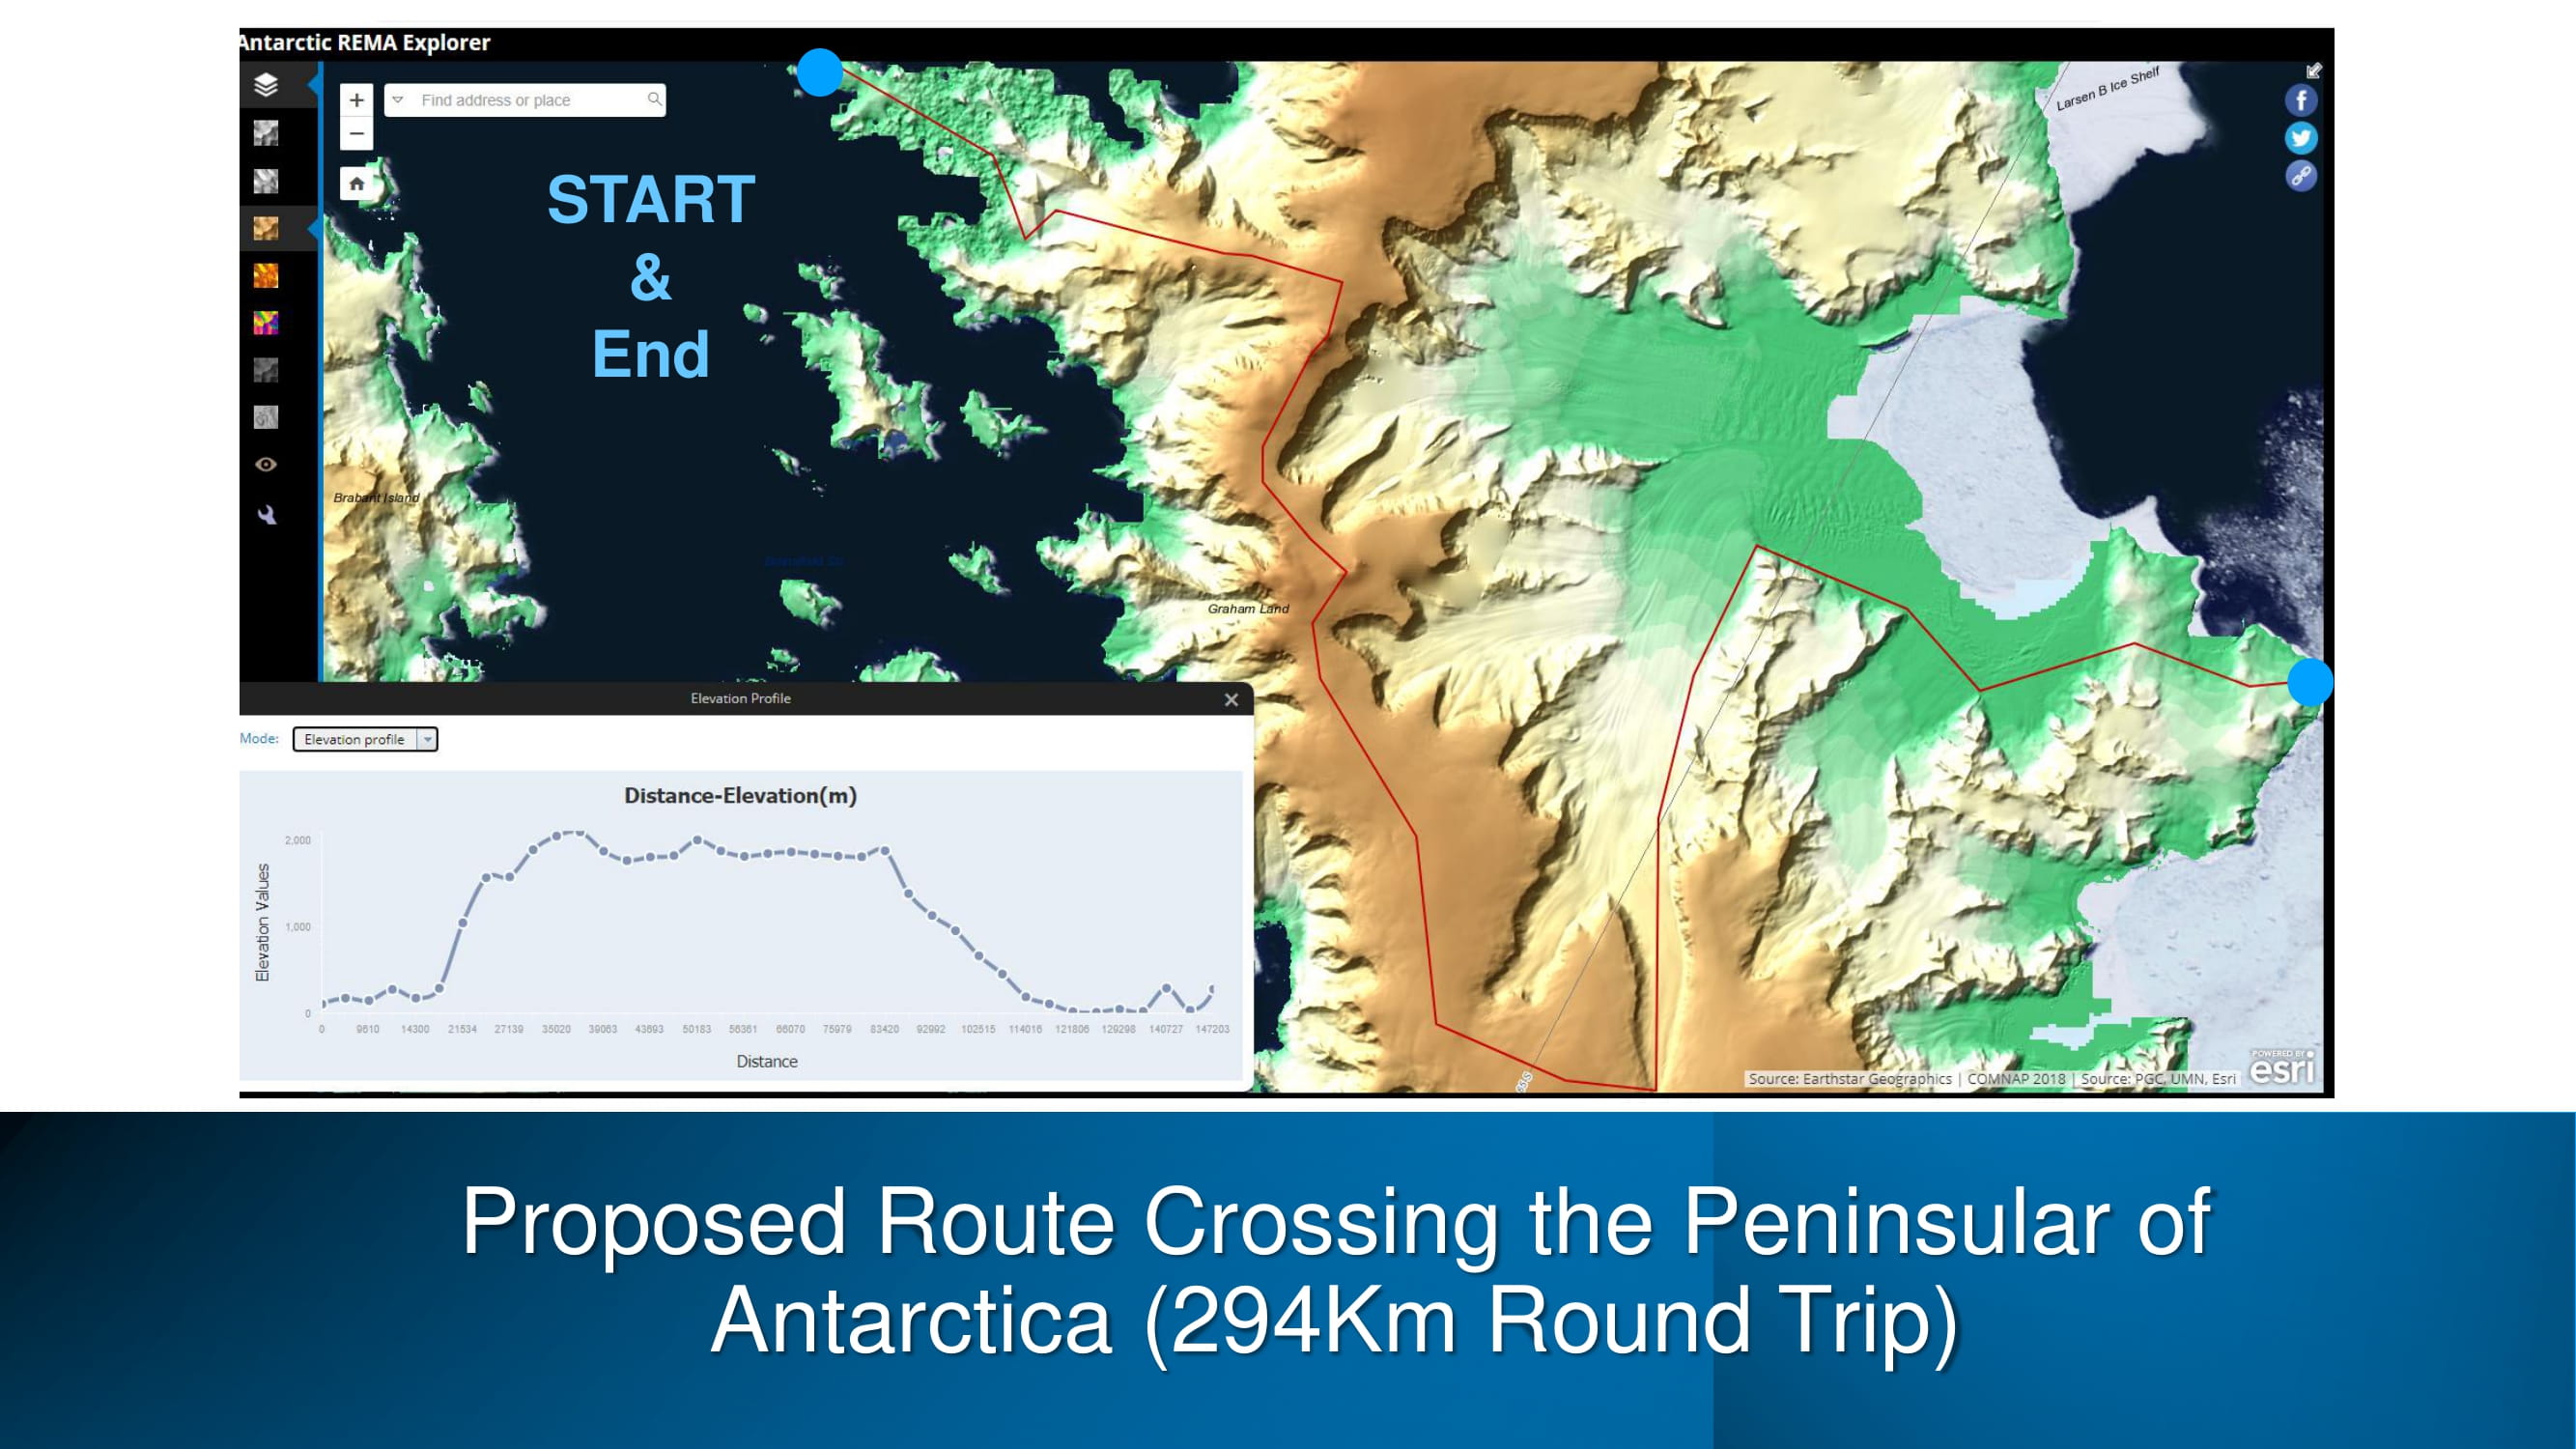 Antarctic REMA Explorer
Find address or place
START
&
End
Larsen B Ice Shelf
Brabant Island
Graham Land
Elevation Profile
Mode: Elevation profile
Distance-Elevation(m)
Elevation Values
2,000
1,000
0
0 9610 14300 21534 27139 35020 39063 43893 50183 56361 66070 75979 83420 92992 102515 114016 121806 129298 140727 147203
Distance
Source: Earthstar Geographics | COMNAP 2018 | Source: PGC, UMN, Esri
POWERED BY
esri
Proposed Route Crossing the Peninsular of
Antarctica (294Km Round Trip)